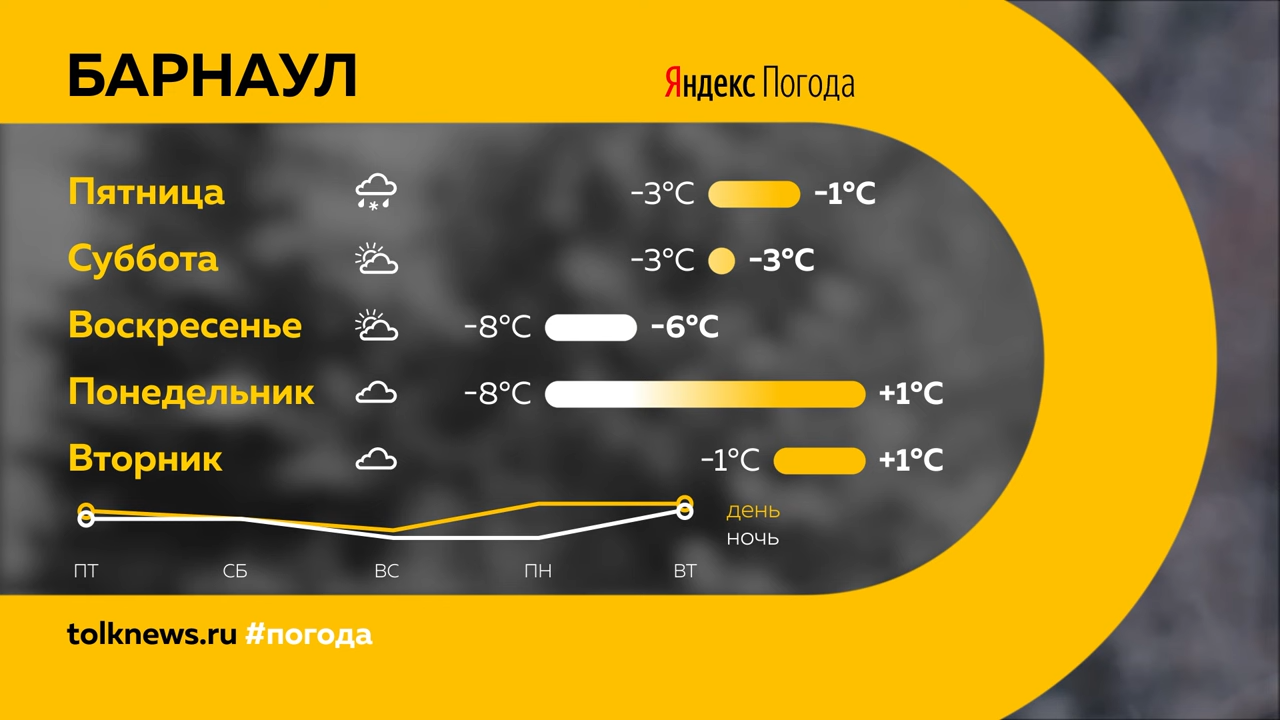 БАРНАУЛ
Яндекс Погода
Пятница -3°C -1°C
Суббота -3°C -3°C
Воскресенье -8°C -6°C
Понедельник -8°C +1°C
Вторник -1°C +1°C
день
ночь
ПТ СБ ВС ПН ВТ
tolknews.ru #погода